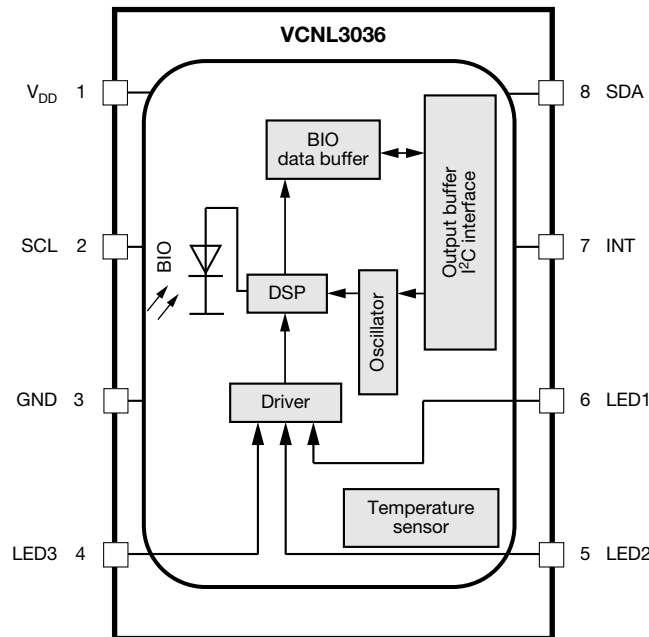 VCNL3036
V_DD 1
8 SDA
BIO
data buffer
Output buffer
I²C interface
SCL 2
BIO
7 INT
DSP
Oscillator
GND 3
Driver
6 LED1
Temperature
sensor
LED3 4
5 LED2